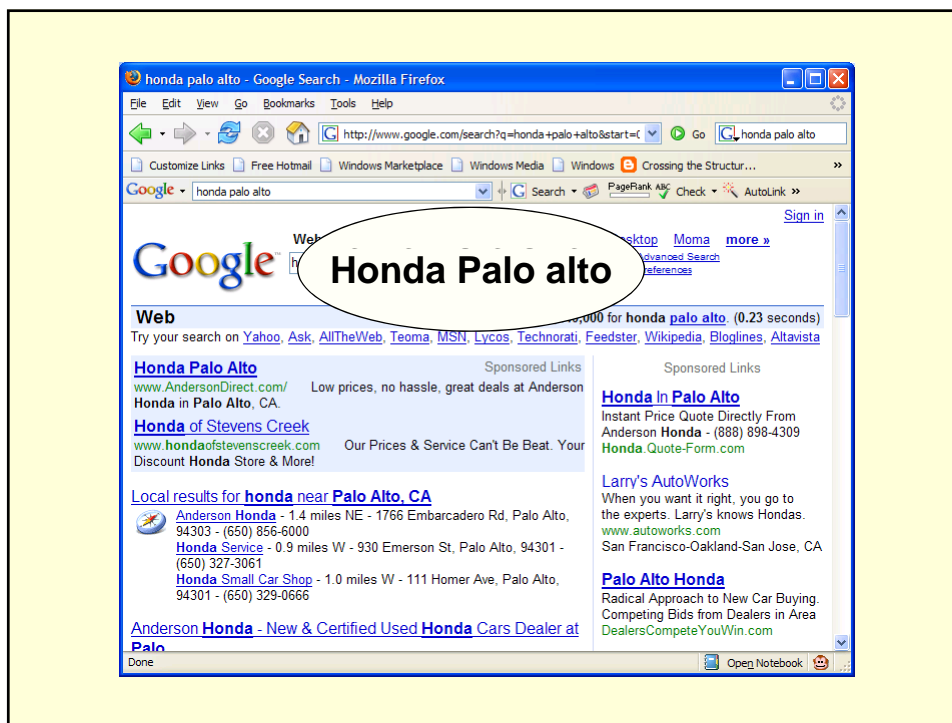 honda palo alto - Google Search - Mozilla Firefox
File Edit View Go Bookmarks Tools Help
http://www.google.com/search?q=honda+palo+alto&start=( Go honda palo alto
Customize Links Free Hotmail Windows Marketplace Windows Media Windows Crossing the Structur... »
Google honda palo alto Search PageRank ABC Check AutoLink »
Sign in
Google Moma more »
Advanced Search
Honda Palo alto
Web for honda palo alto. (0.23 seconds)
Try your search on Yahoo, Ask, AllTheWeb, Teoma, MSN, Lycos, Technorati, Feedster, Wikipedia, Bloglines, Altavista
Honda Palo Alto Sponsored Links
www.AndersonDirect.com/ Low prices, no hassle, great deals at Anderson
Honda in Palo Alto, CA.
Honda of Stevens Creek
www.hondaofstevenscreek.com Our Prices & Service Can't Be Beat. Your
Discount Honda Store & More!
Local results for honda near Palo Alto, CA
Anderson Honda - 1.4 miles NE - 1766 Embarcadero Rd, Palo Alto,
94303 - (650) 856-6000
Honda Service - 0.9 miles W - 930 Emerson St, Palo Alto, 94301 -
(650) 327-3061
Honda Small Car Shop - 1.0 miles W - 111 Homer Ave, Palo Alto,
94301 - (650) 329-0666
Anderson Honda - New & Certified Used Honda Cars Dealer at
Palo
Sponsored Links
Honda In Palo Alto
Instant Price Quote Directly From
Anderson Honda - (888) 898-4309
Honda.Quote-Form.com
Larry's AutoWorks
When you want it right, you go to
the experts. Larry's knows Hondas.
www.autoworks.com
San Francisco-Oakland-San Jose, CA
Palo Alto Honda
Radical Approach to New Car Buying.
Competing Bids from Dealers in Area
DealersCompeteYouWin.com
Done Open Notebook